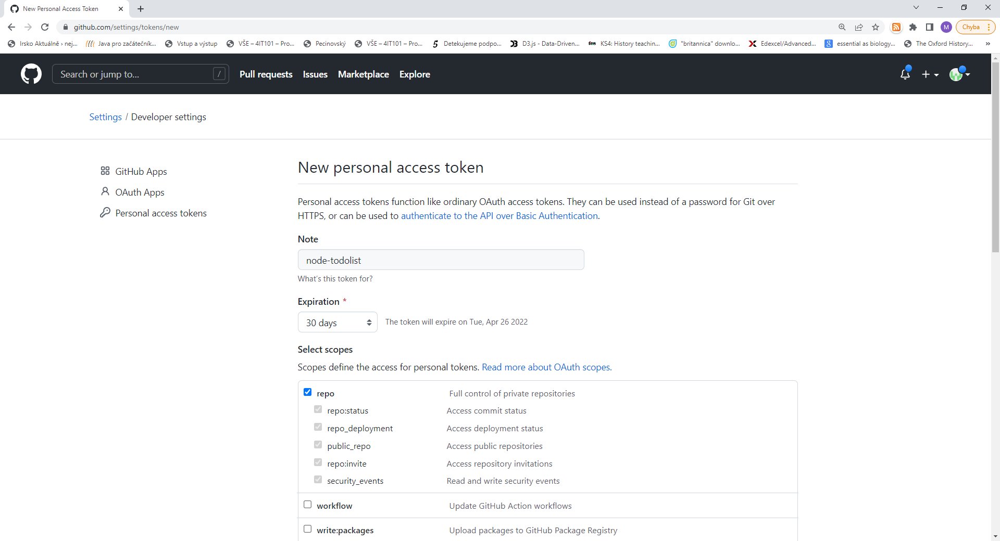 New Personal Access Token
github.com/settings/tokens/new
M
Chyba
Irsko Aktuálně › nej...
Java pro začátečník...
Vstup a výstup
VŠE – 4IT101 – Pro...
Pecinovský
VŠE – 4IT101 – Pro...
5
Detekujeme podpo...
D3.js - Data-Driven...
tes
KS4: History teachin...
"britannica" downlo...
X
Edexcel/Advanced...
8
essential as biology...
The Oxford History...
»
Search or jump to...
/
Pull requests
Issues
Marketplace
Explore
Settings / Developer settings
GitHub Apps
OAuth Apps
Personal access tokens
New personal access token
Personal access tokens function like ordinary OAuth access tokens. They can be used instead of a password for Git over
HTTPS, or can be used to authenticate to the API over Basic Authentication.
Note
node-todolist
What's this token for?
Expiration *
30 days
The token will expire on Tue, Apr 26 2022
Select scopes
Scopes define the access for personal tokens. Read more about OAuth scopes.
repo Full control of private repositories
repo:status Access commit status
repo_deployment Access deployment status
public_repo Access public repositories
repo:invite Access repository invitations
security_events Read and write security events
workflow Update GitHub Action workflows
write:packages Upload packages to GitHub Package Registry